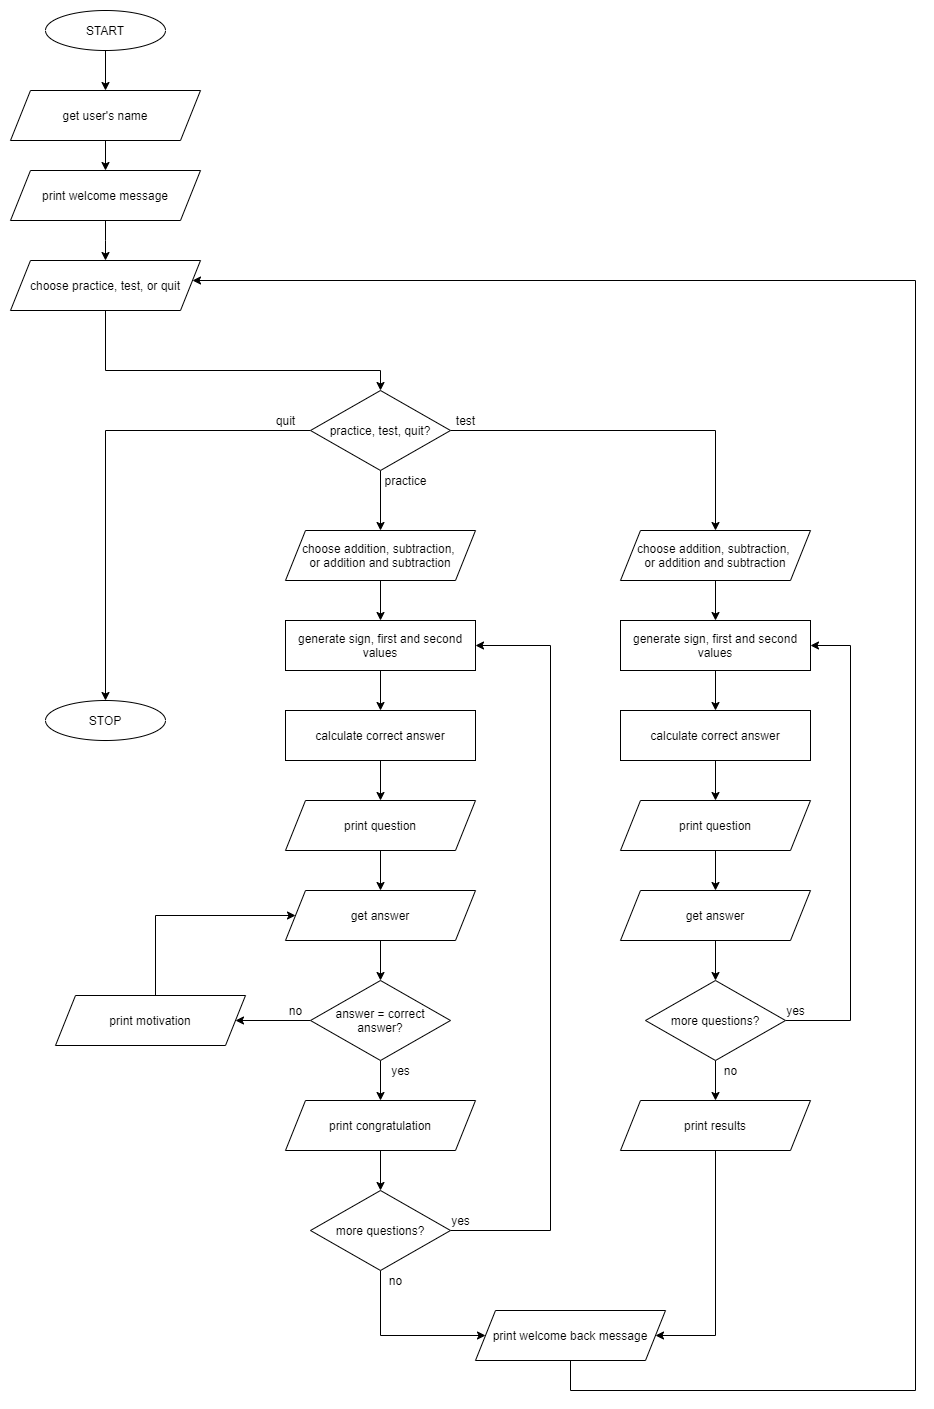 START
get user's name
print welcome message
choose practice, test, or quit
quit
practice, test, quit?
test
practice
choose addition, subtraction,
or addition and subtraction
choose addition, subtraction,
or addition and subtraction
generate sign, first and second
values
generate sign, first and second
values
STOP
calculate correct answer
calculate correct answer
print question
print question
get answer
get answer
print motivation
no
answer = correct
answer?
more questions?
yes
yes
no
print congratulation
print results
more questions?
yes
no
print welcome back message